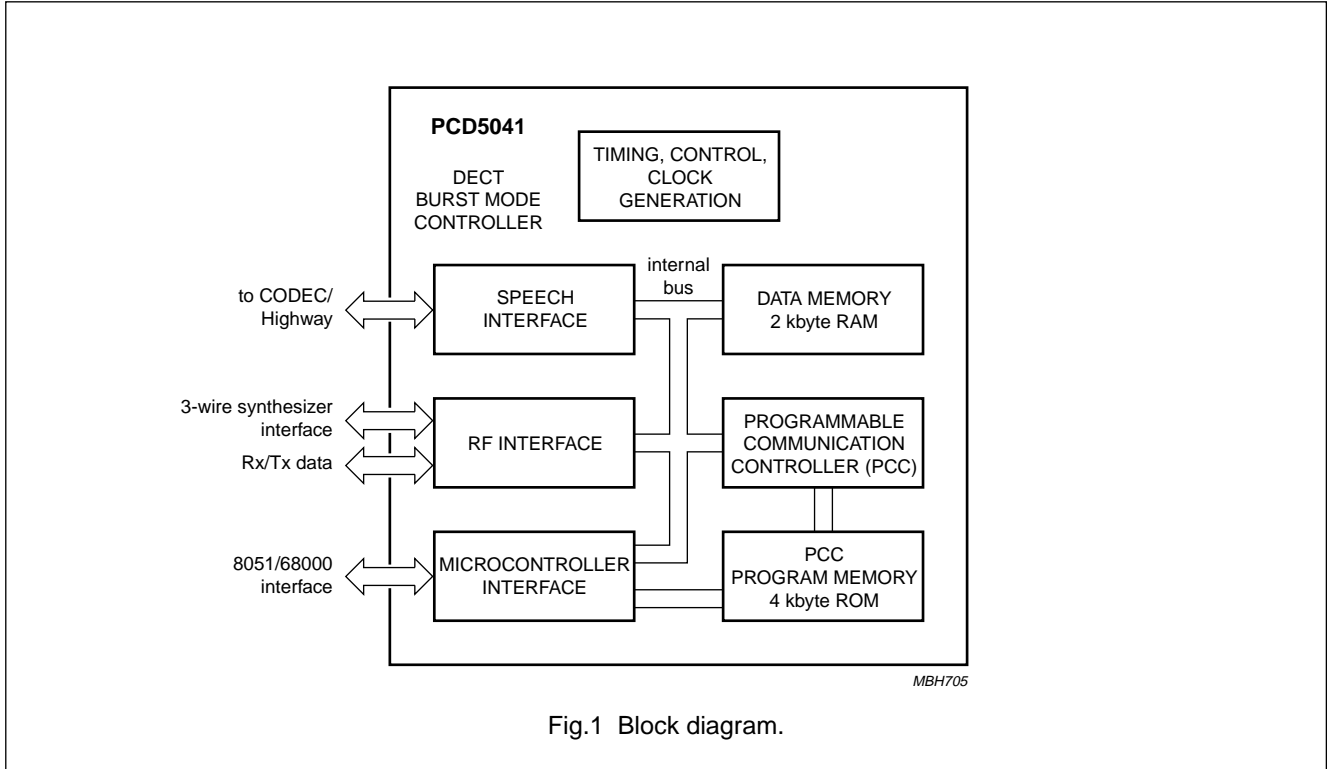 PCD5041
DECT
BURST MODE
CONTROLLER
TIMING, CONTROL,
CLOCK
GENERATION
to CODEC/
Highway
SPEECH
INTERFACE
internal
bus
DATA MEMORY
2 kbyte RAM
3-wire synthesizer
interface
Rx/Tx data
RF INTERFACE
PROGRAMMABLE
COMMUNICATION
CONTROLLER (PCC)
8051/68000
interface
MICROCONTROLLER
INTERFACE
PCC
PROGRAM MEMORY
4 kbyte ROM
MBH705
Fig.1 Block diagram.